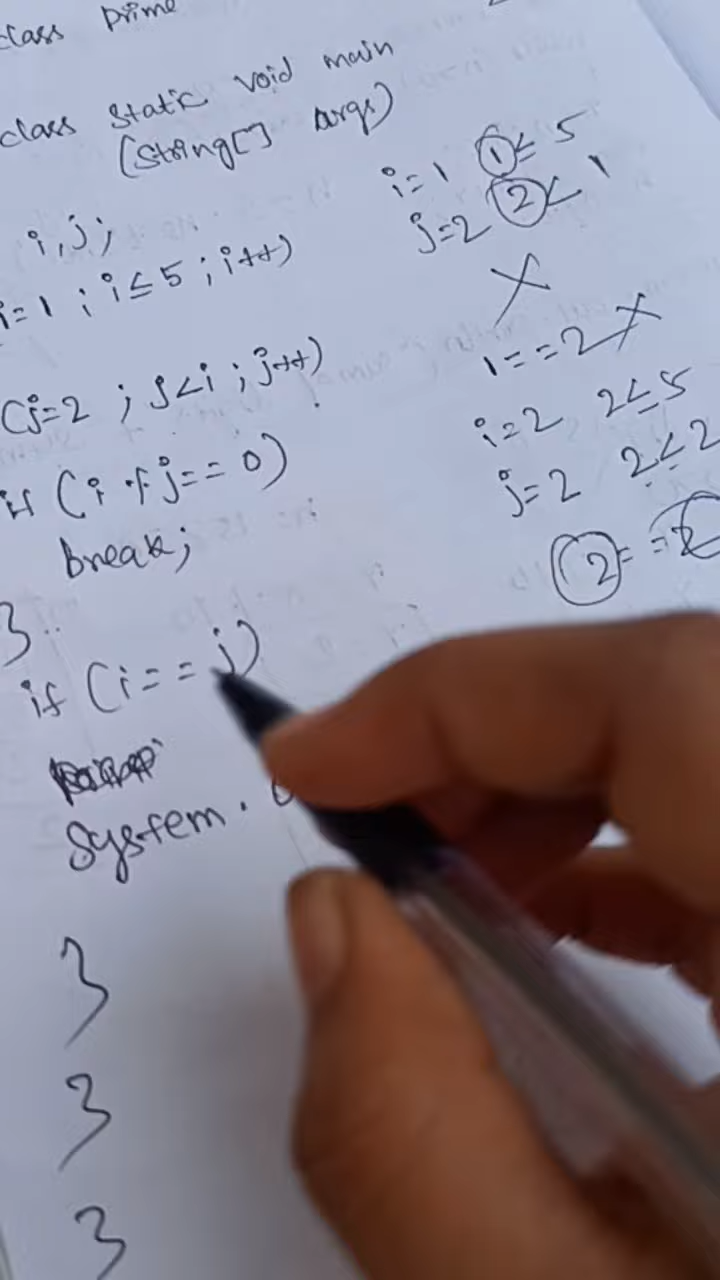 class Prime
class static void main
(String[] args)
i, j;
i=1 ; i≤5 ; i++)
(j=2 ; j<i ; j++)
if (i % j == 0)
break;
}
if (i == j)
System.
}
}
}
i=1 1≤ 5
j=2 2< 1
X
1==2 X
i=2 2≤5
j=2 2<2
2==2